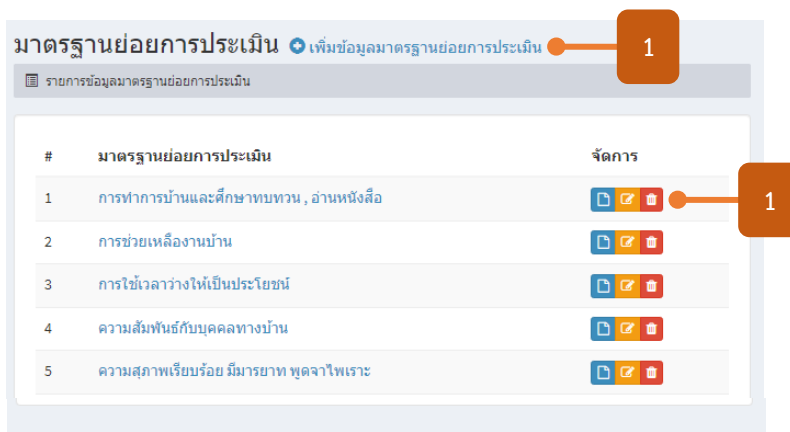 มาตรฐานย่อยการประเมิน เพิ่มข้อมูลมาตรฐานย่อยการประเมิน 1
รายการข้อมูลมาตรฐานย่อยการประเมิน
# มาตรฐานย่อยการประเมิน จัดการ
1 การทำการบ้านและศึกษาทบทวน , อ่านหนังสือ 1
2 การช่วยเหลืองานบ้าน
3 การใช้เวลาว่างให้เป็นประโยชน์
4 ความสัมพันธ์กับบุคคลทางบ้าน
5 ความสุภาพเรียบร้อย มีมารยาท พูดจาไพเราะ